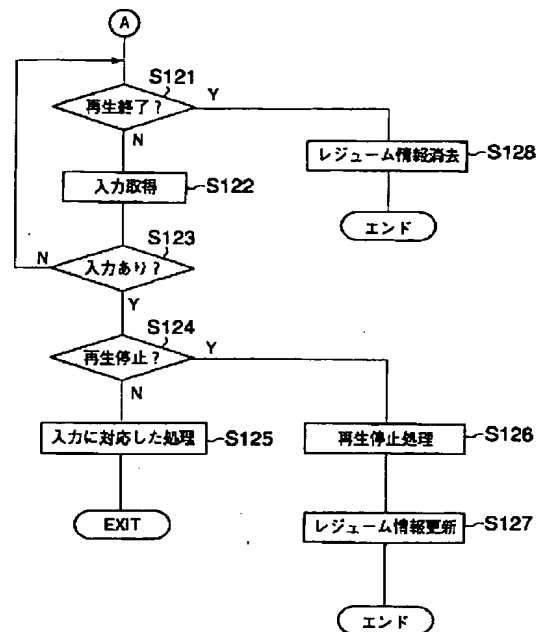 A
S121
再生終了?
Y
N
レジューム情報消去
S128
入力取得
S122
エンド
S123
入力あり?
N
Y
S124
再生停止?
Y
N
入力に対応した処理
S125
再生停止処理
S126
EXIT
レジューム情報更新
S127
エンド